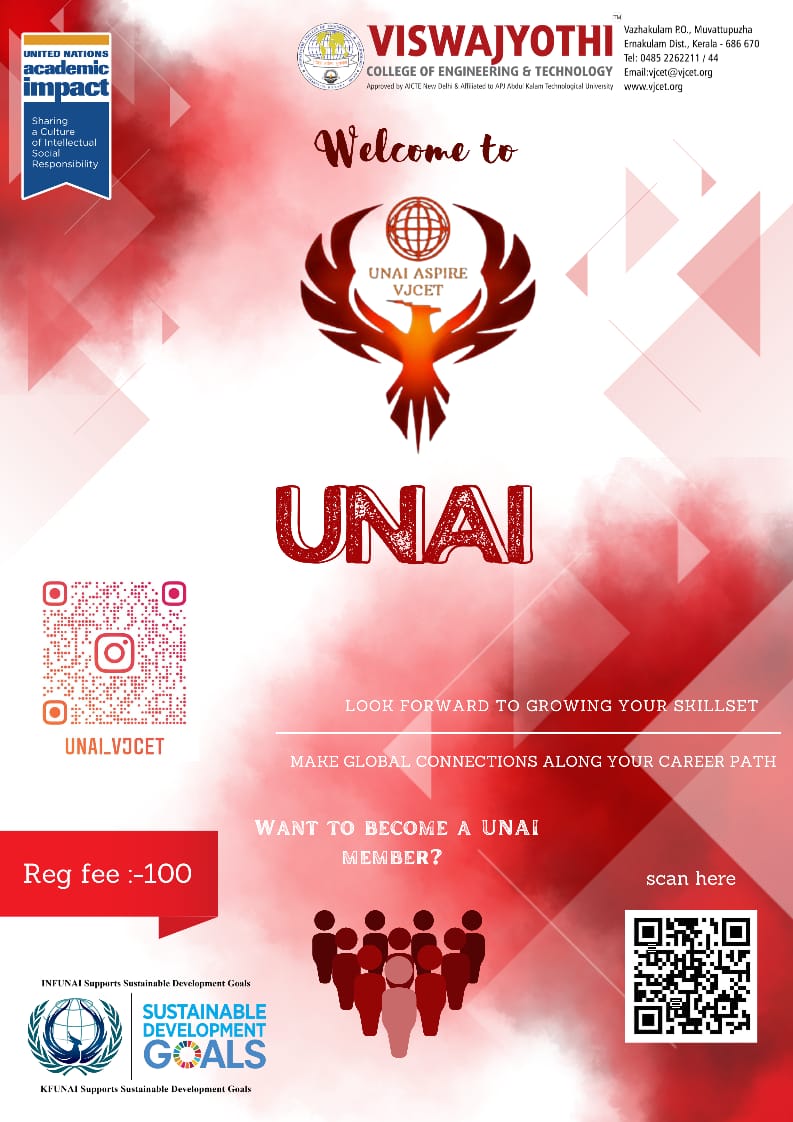 UNITED NATIONS
academic
impact
Sharing
a Culture
of Intellectual
Social
Responsibility
VISWAJYOTHI
TM
COLLEGE OF ENGINEERING & TECHNOLOGY
Approved by AICTE New Delhi & Affiliated to APJ Abdul Kalam Technological University
Vazhakulam P.O., Muvattupuzha
Ernakulam Dist., Kerala - 686 670
Tel: 0485 2262211 / 44
Email:vjcet@vjcet.org
www.vjcet.org
Welcome to
UNAI ASPIRE
VJCET
UNAI
UNAI_VJCET
LOOK FORWARD TO GROWING YOUR SKILLSET
MAKE GLOBAL CONNECTIONS ALONG YOUR CAREER PATH
WANT TO BECOME A UNAI
MEMBER?
Reg fee :-100
scan here
INFUNAI Supports Sustainable Development Goals
SUSTAINABLE
DEVELOPMENT
GOALS
KFUNAI Supports Sustainable Development Goals